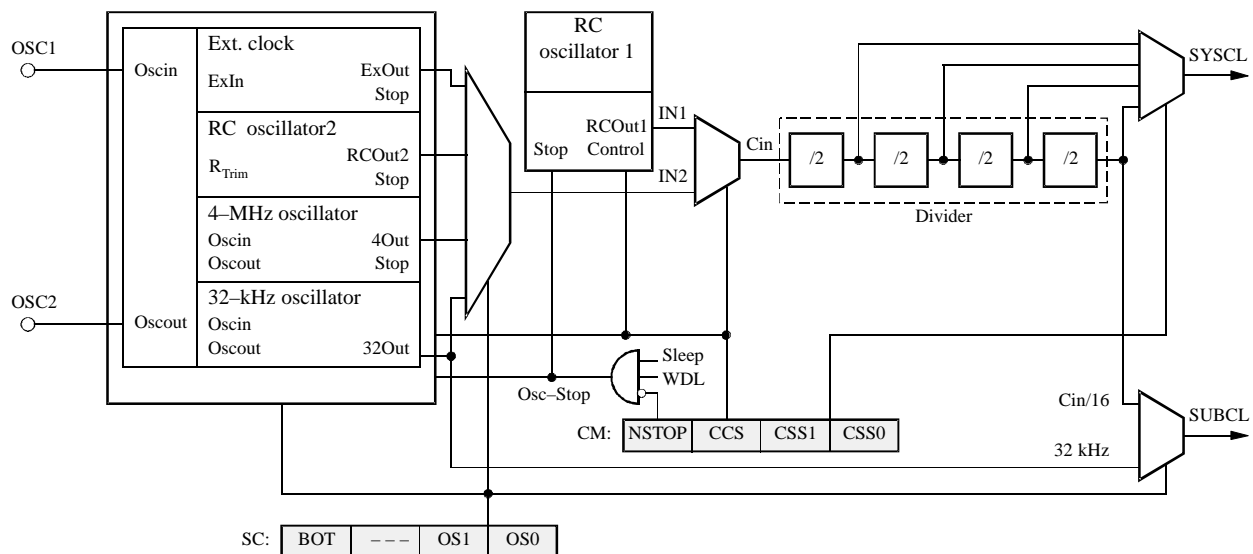 OSC1
OSC2
Oscin
Oscout
Ext. clock
ExIn
ExOut
Stop
RC oscillator2
RTrim
RCOut2
Stop
4–MHz oscillator
Oscin
4Out
Oscout
Stop
32–kHz oscillator
Oscin
Oscout
32Out
RC
oscillator 1
RCOut1
Stop
Control
IN1
IN2
Cin
/2
/2
/2
/2
Divider
SYSCL
Sleep
WDL
Osc–Stop
CM:
NSTOP
CCS
CSS1
CSS0
Cin/16
32 kHz
SUBCL
SC:
BOT
– – –
OS1
OS0